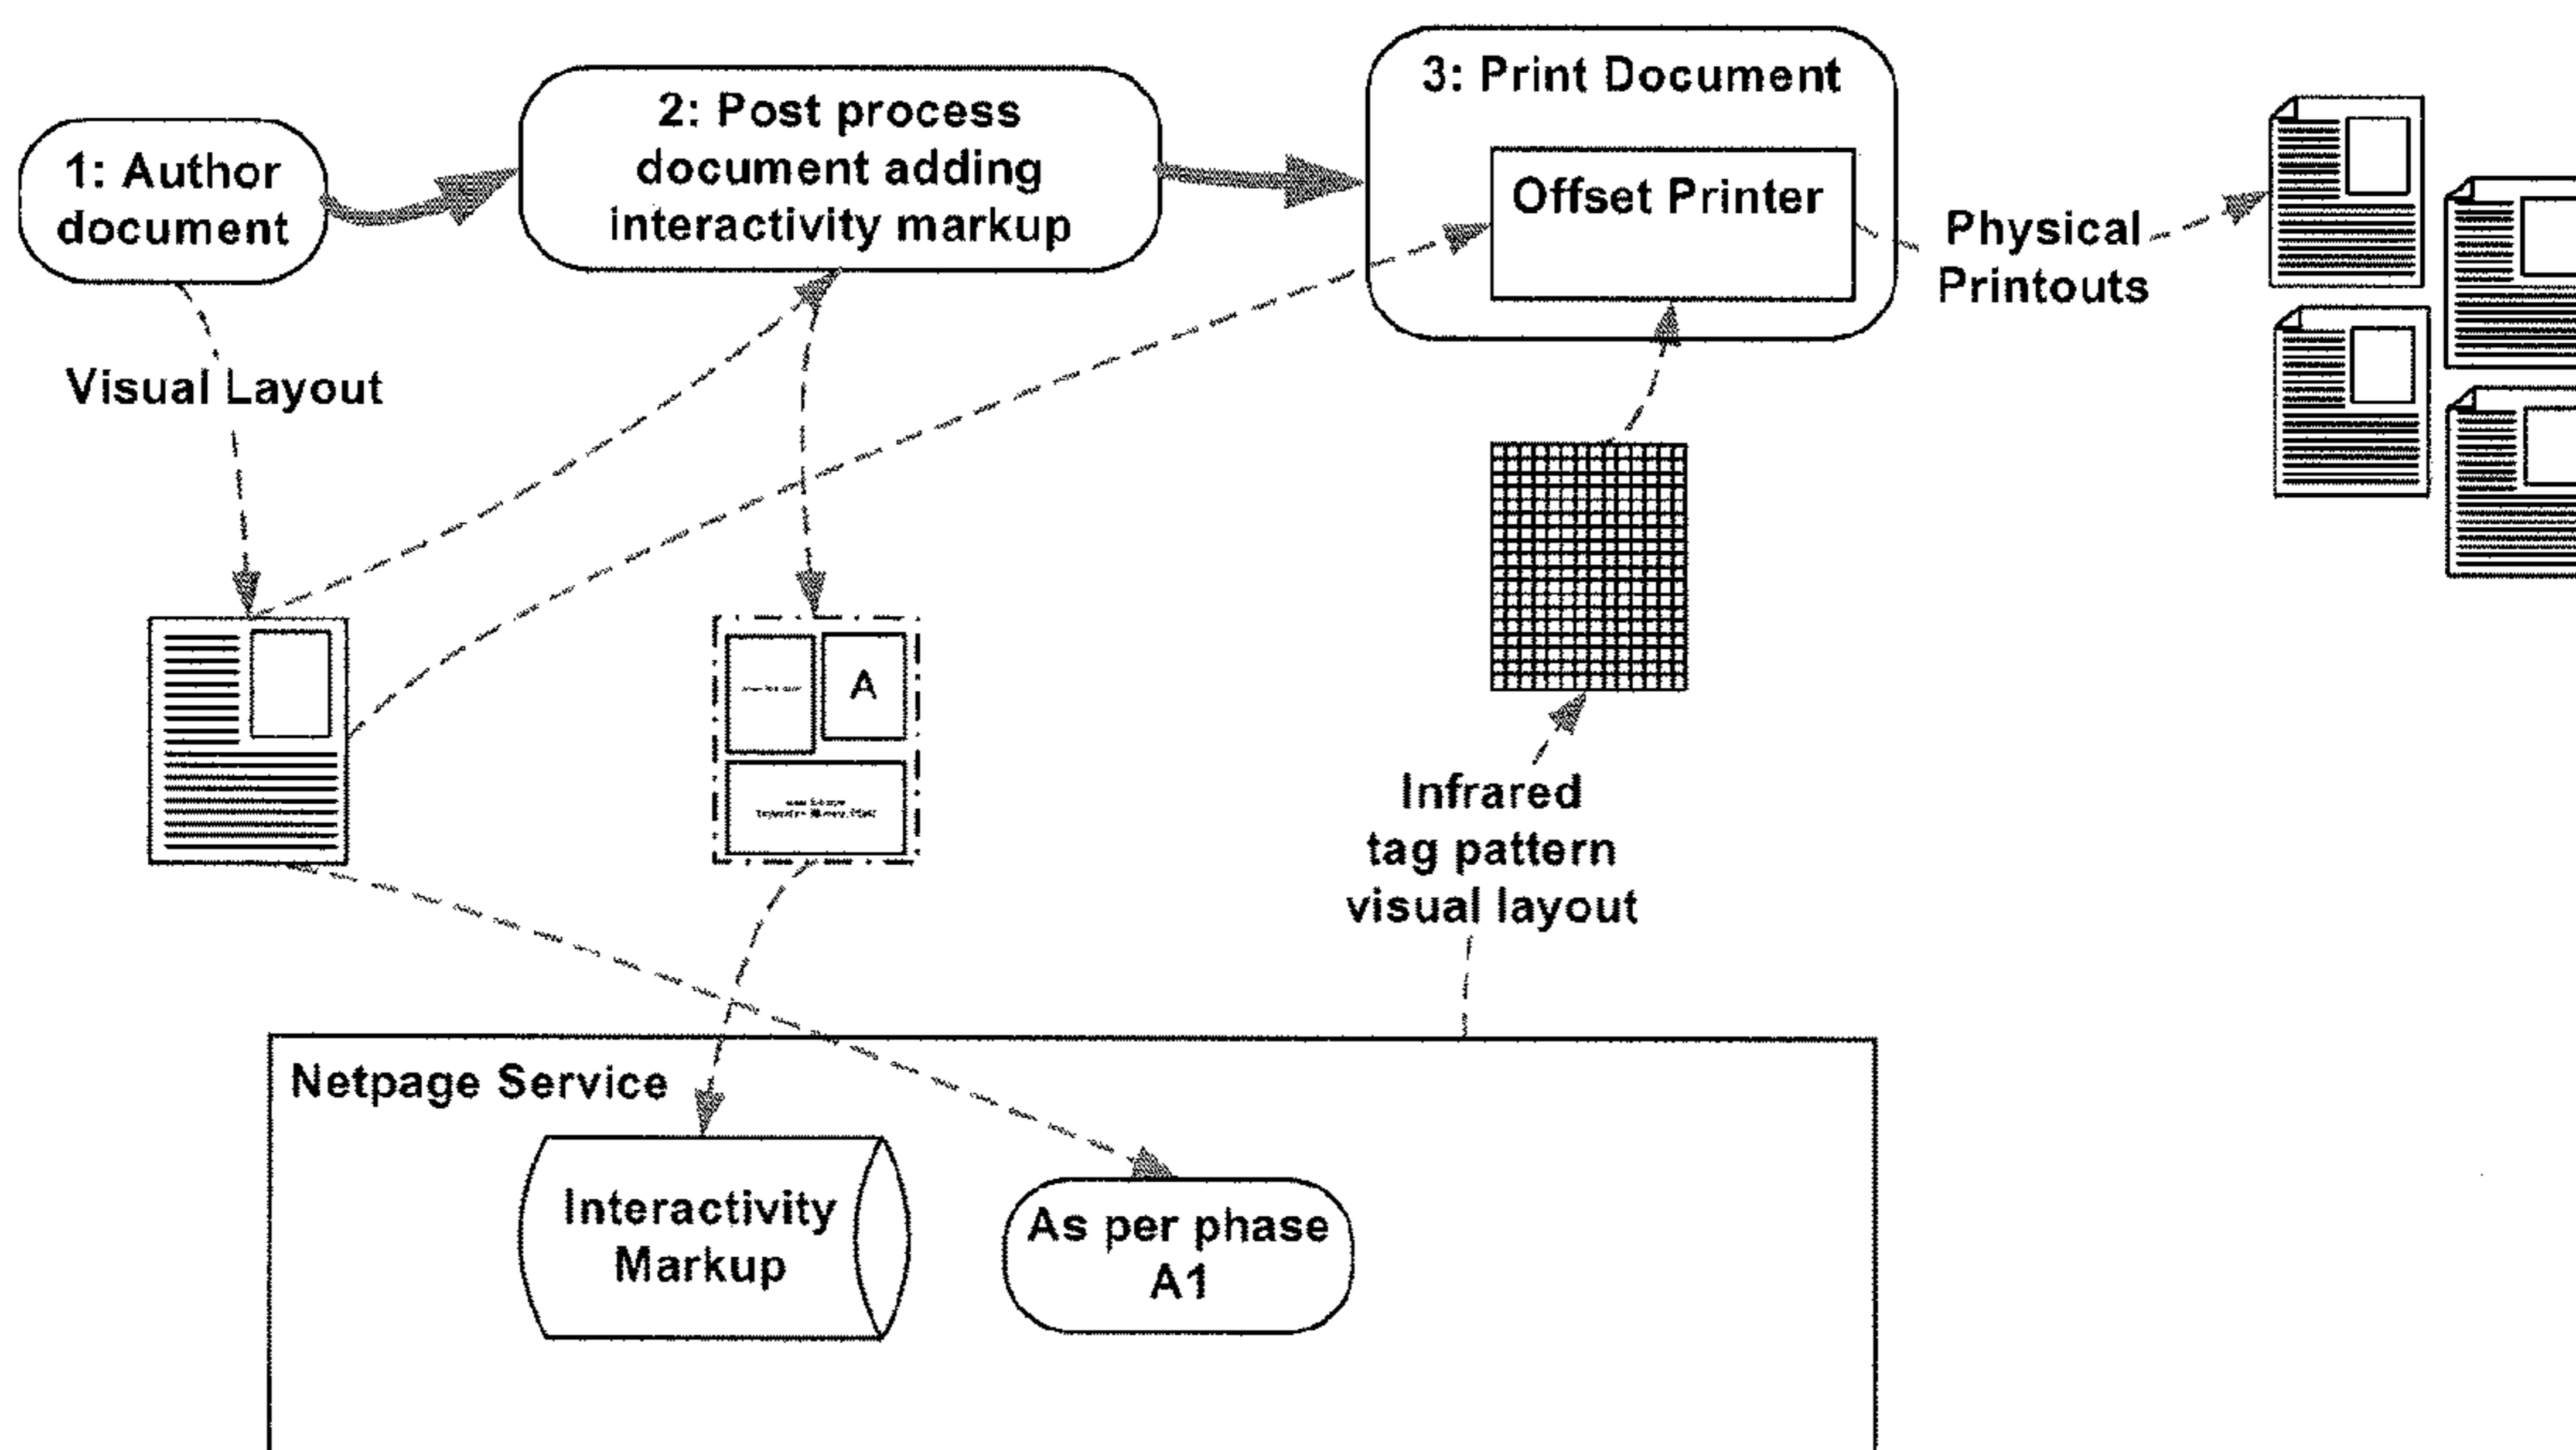 1: Author
document
2: Post process
document adding
interactivity markup
3: Print Document
Offset Printer
Physical
Printouts
Visual Layout
A
Infrared
tag pattern
visual layout
Netpage Service
Interactivity
Markup
As per phase
A1